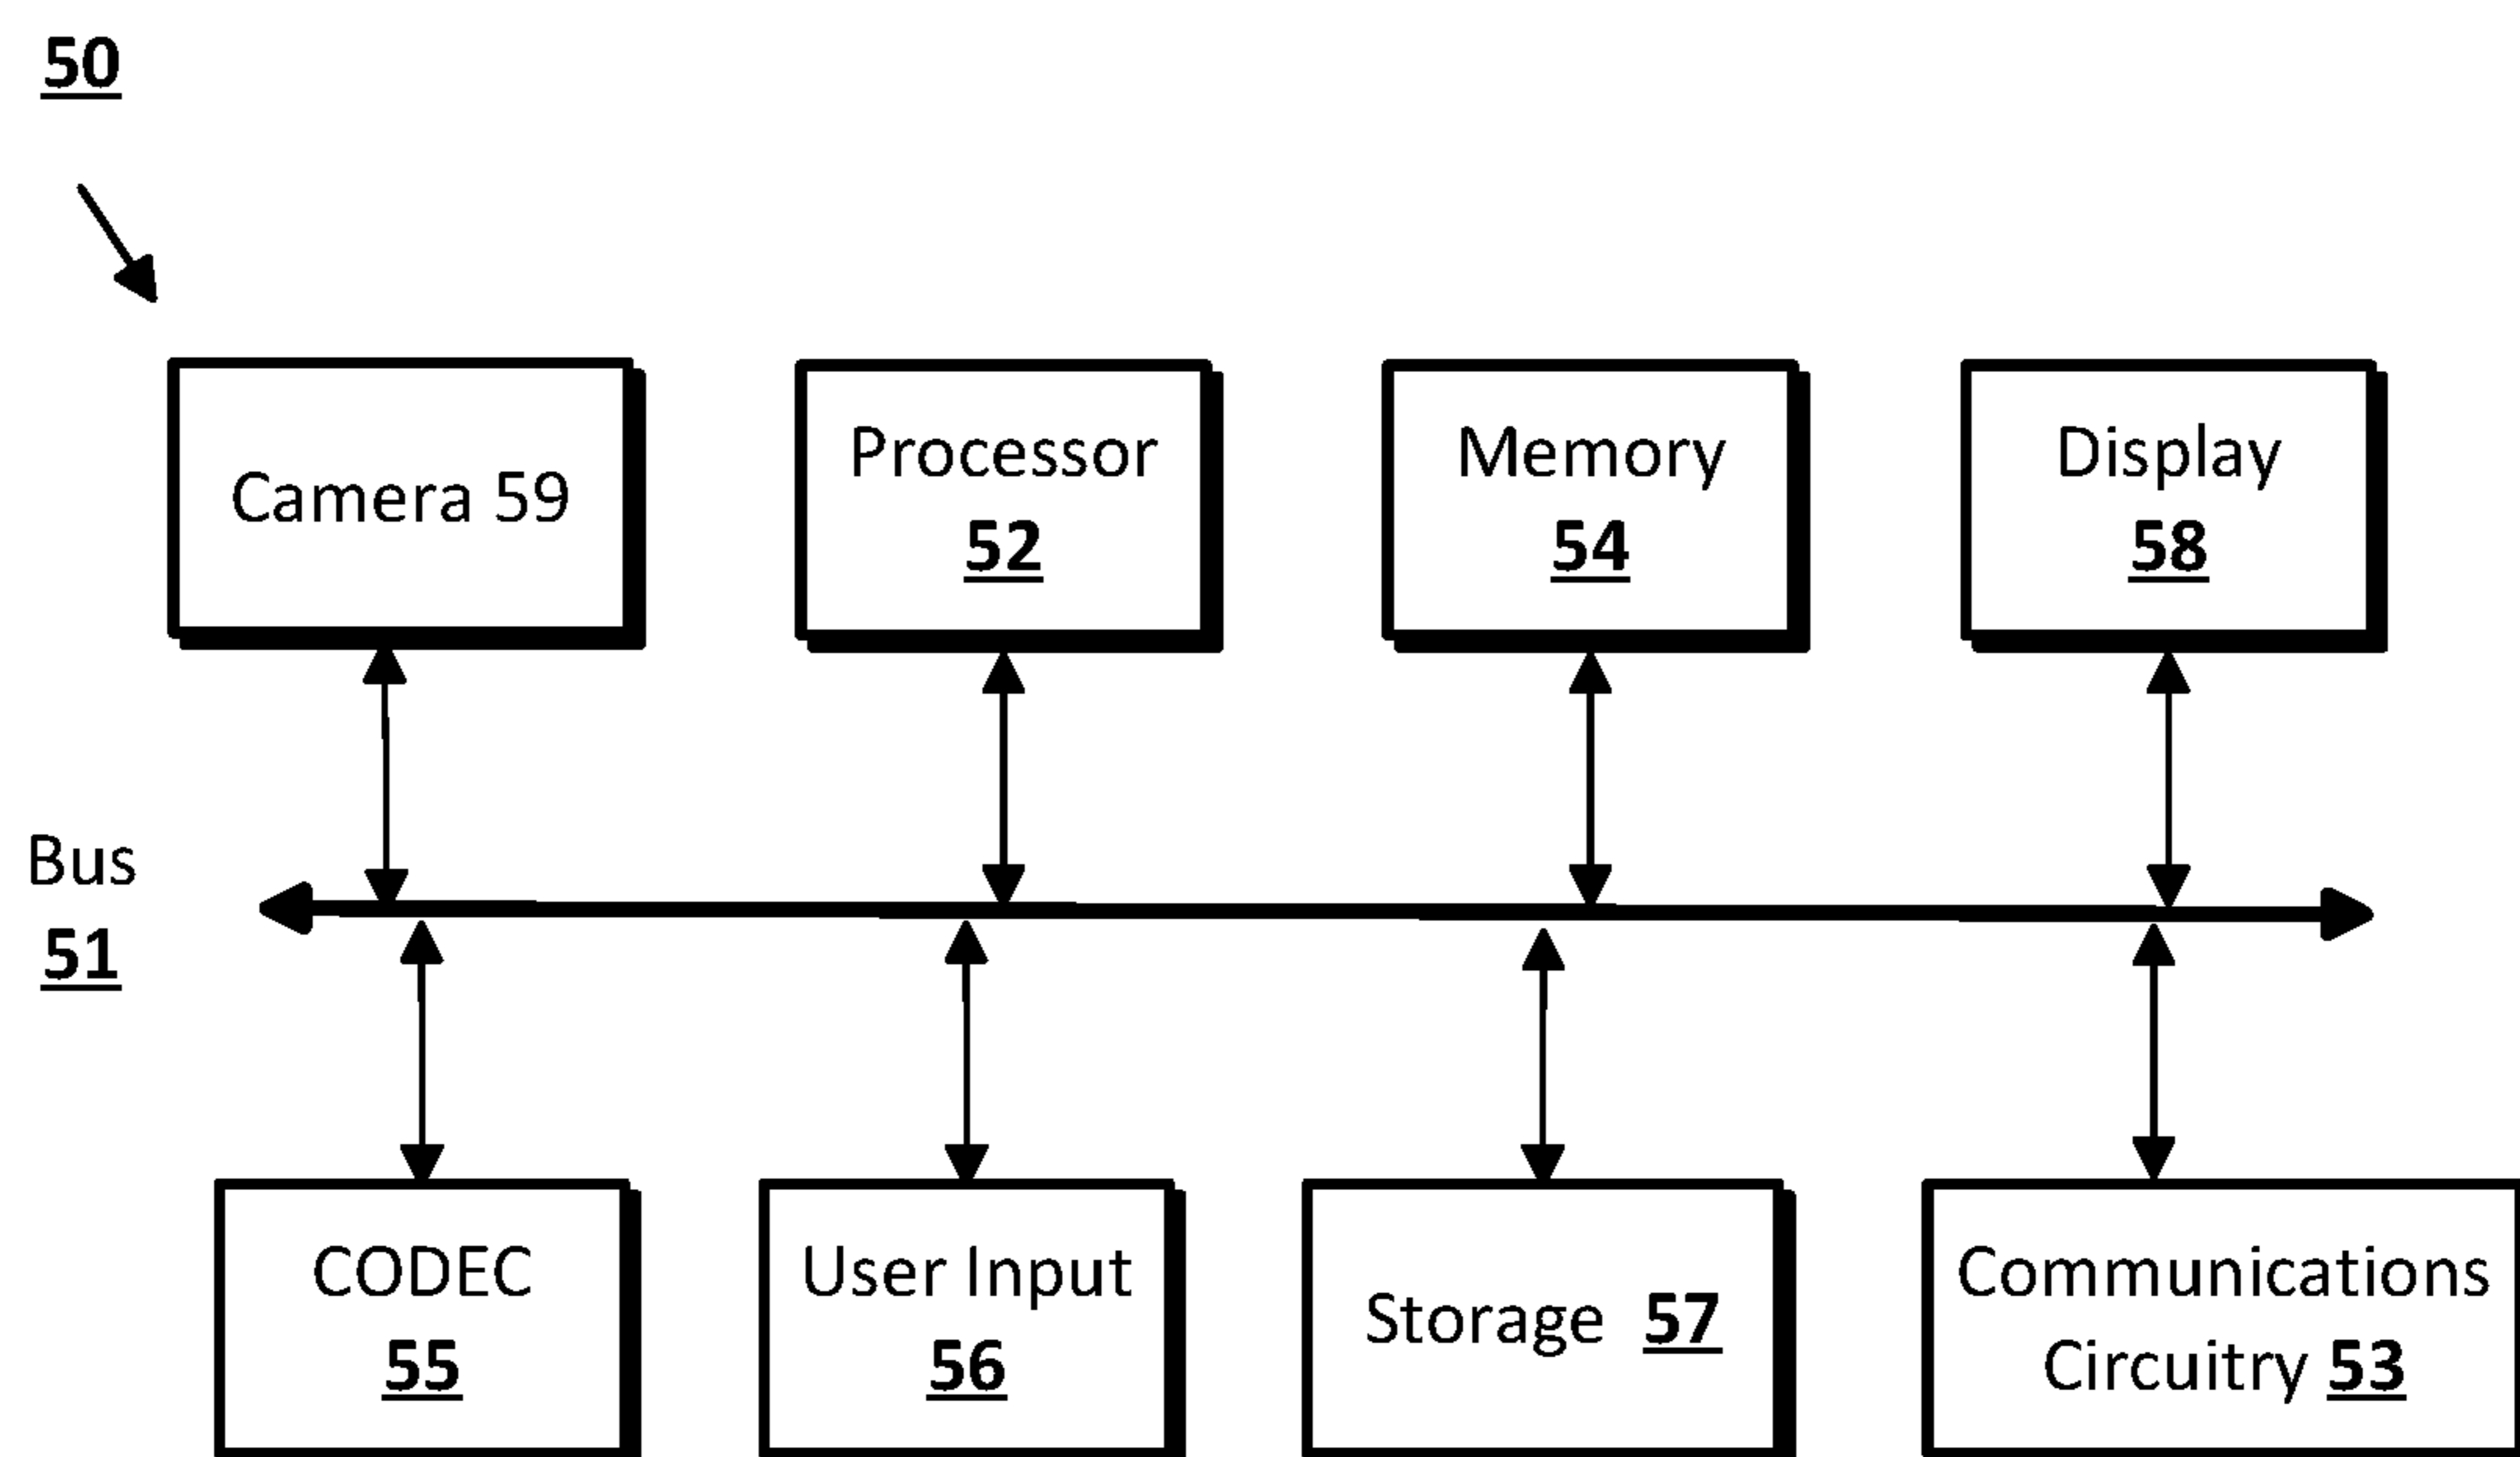 50
Camera 59
Processor
52
Memory
54
Display
58
Bus
51
CODEC
55
User Input
56
Storage 57
Communications
Circuitry 53